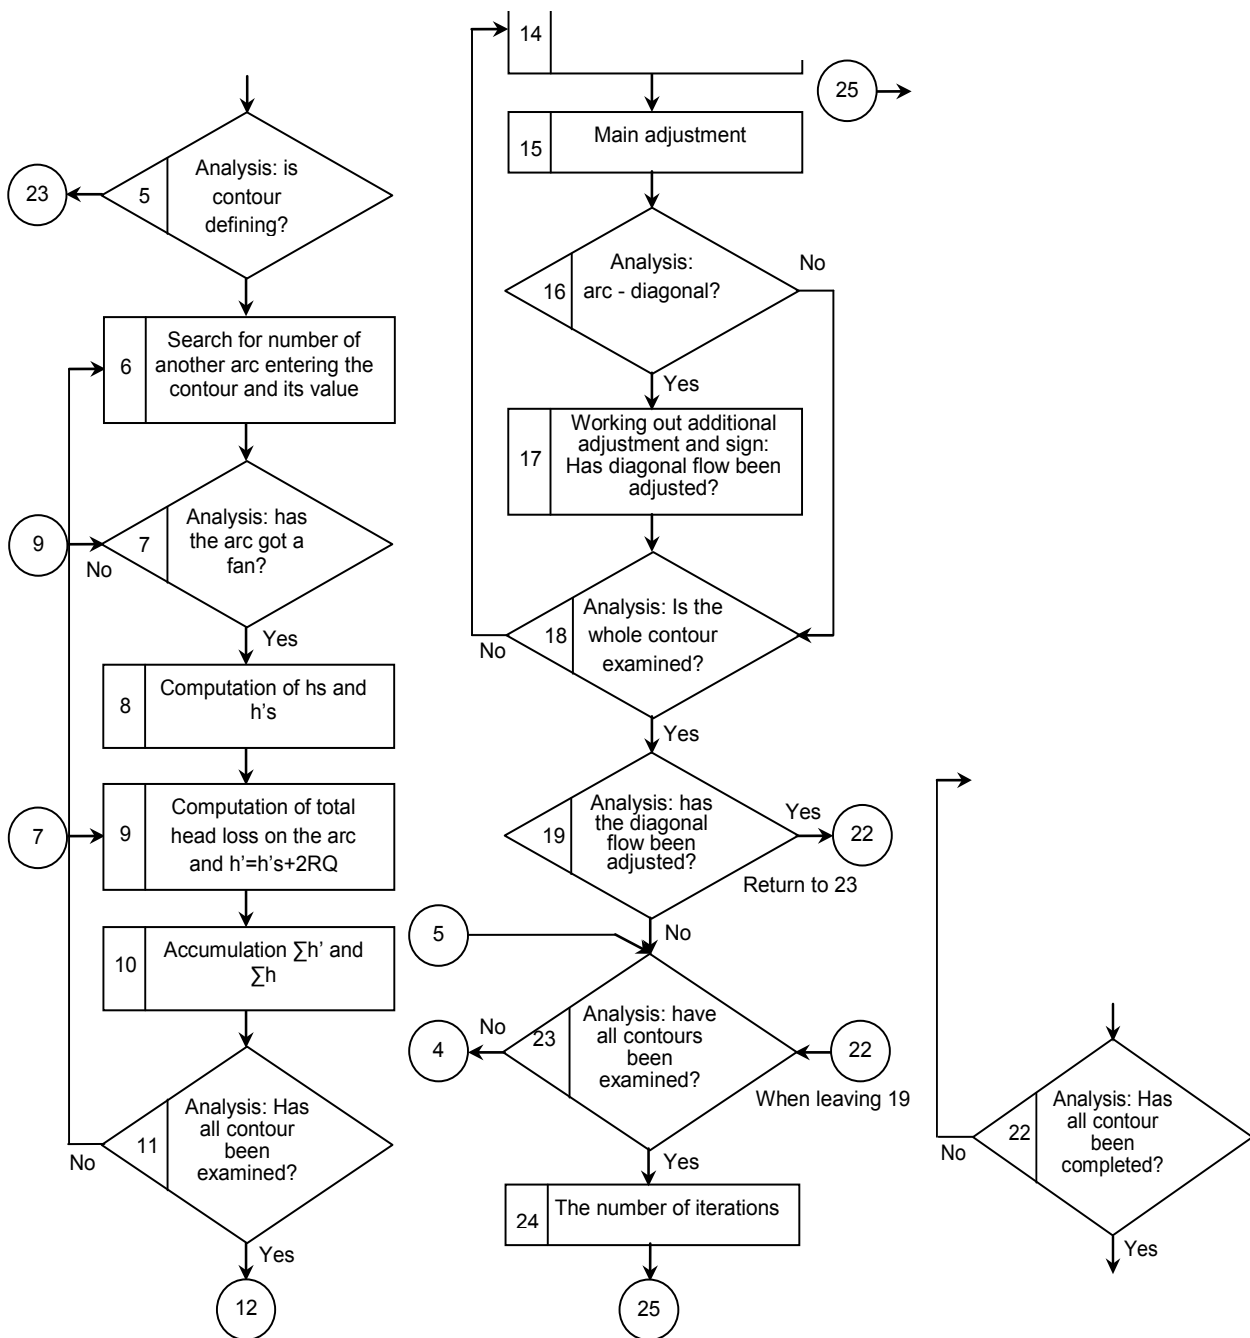 23
5
Analysis: is
contour
defining?
6
Search for number of
another arc entering the
contour and its value
9
7
Analysis: has
the arc got a
fan?
No
Yes
8
Computation of hs and
h's
7
9
Computation of total
head loss on the arc
and h'=h's+2RQ
10
Accumulation ∑h' and
∑h
11
Analysis: Has
all contour
been
examined?
No
Yes
12
14
25
15
Main adjustment
16
Analysis:
arc - diagonal?
No
Yes
17
Working out additional
adjustment and sign:
Has diagonal flow been
adjusted?
18
Analysis: Is the
whole contour
examined?
No
Yes
19
Analysis: has
the diagonal
flow been
adjusted?
Yes
22
Return to 23
No
5
4
No
23
Analysis: have
all contours
been
examined?
22
When leaving 19
Yes
24
The number of iterations
25
22
Analysis: Has
all contour
been
completed?
No
Yes